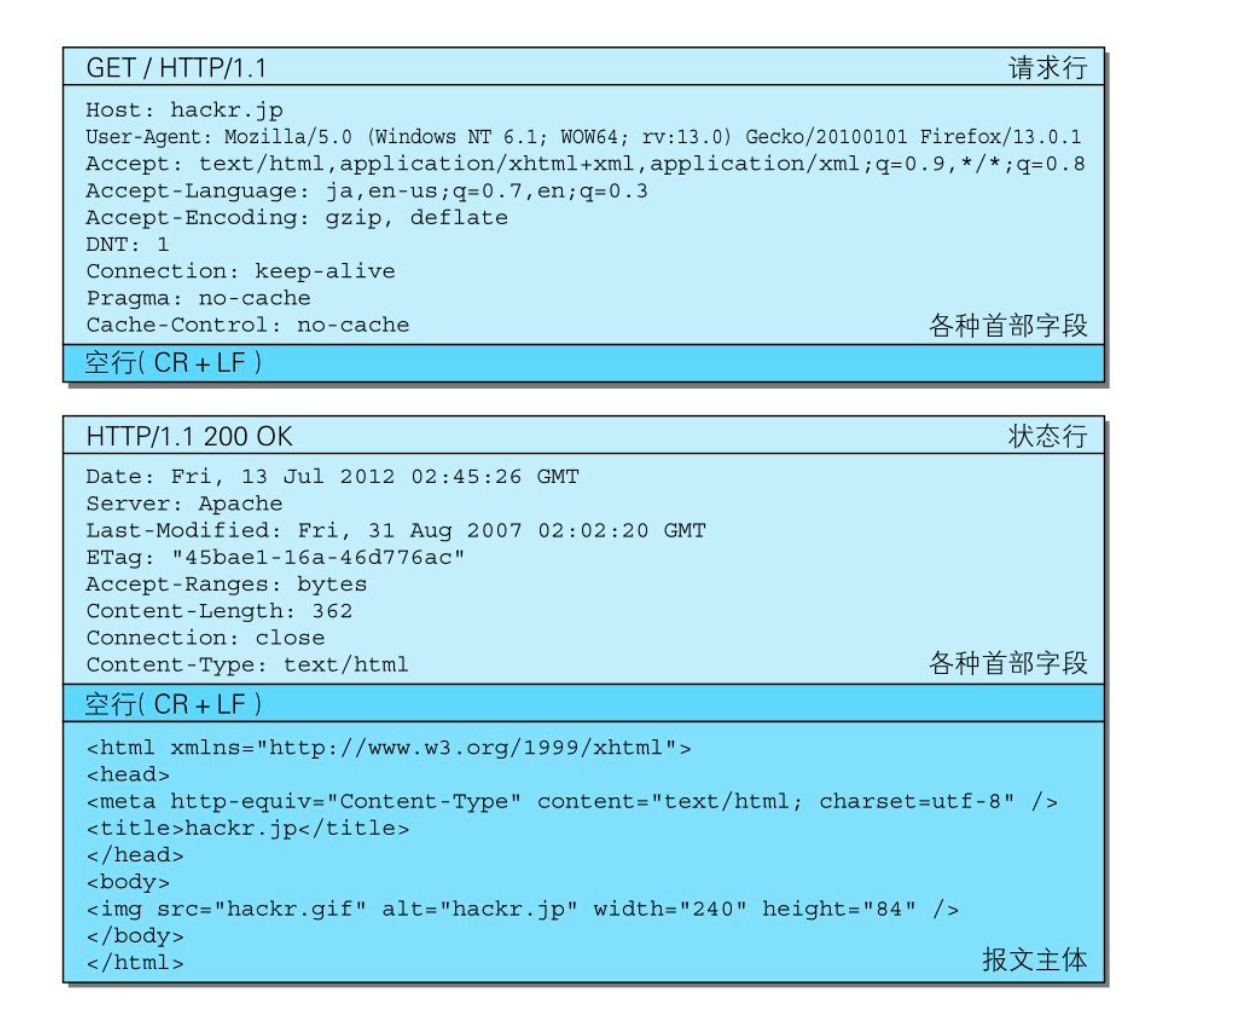 GET / HTTP/1.1 请求行
Host: hackr.jp
User-Agent: Mozilla/5.0 (Windows NT 6.1; WOW64; rv:13.0) Gecko/20100101 Firefox/13.0.1
Accept: text/html,application/xhtml+xml,application/xml;q=0.9,*/*;q=0.8
Accept-Language: ja,en-us;q=0.7,en;q=0.3
Accept-Encoding: gzip, deflate
DNT: 1
Connection: keep-alive
Pragma: no-cache
Cache-Control: no-cache 各种首部字段
空行( CR + LF )
HTTP/1.1 200 OK 状态行
Date: Fri, 13 Jul 2012 02:45:26 GMT
Server: Apache
Last-Modified: Fri, 31 Aug 2007 02:02:20 GMT
ETag: "45bae1-16a-46d776ac"
Accept-Ranges: bytes
Content-Length: 362
Connection: close
Content-Type: text/html 各种首部字段
空行( CR + LF )
<html xmlns="http://www.w3.org/1999/xhtml">
<head>
<meta http-equiv="Content-Type" content="text/html; charset=utf-8" />
<title>hackr.jp</title>
</head>
<body>
<img src="hackr.gif" alt="hackr.jp" width="240" height="84" />
</body>
</html> 报文主体